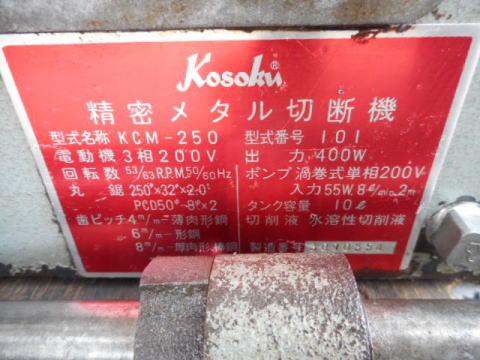 Kosoku®
精密メタル切断機
型式名称 KCM-250 型式番号 101
電動機 3相200V 出力 400W
回転数 53/63 R.P.M. 50/60Hz ポンプ 渦巻式単相200V
丸鋸 250°×32°×2.0t 入力55W. 8ℓ/min 2m
PCD50 -8°×2 タンク容量 10ℓ
歯ピッチ4m/m-薄肉形鋼 切削液 水溶性切削液
6m/m-形鋼
8m/m-厚肉形、棒鋼 製造番号